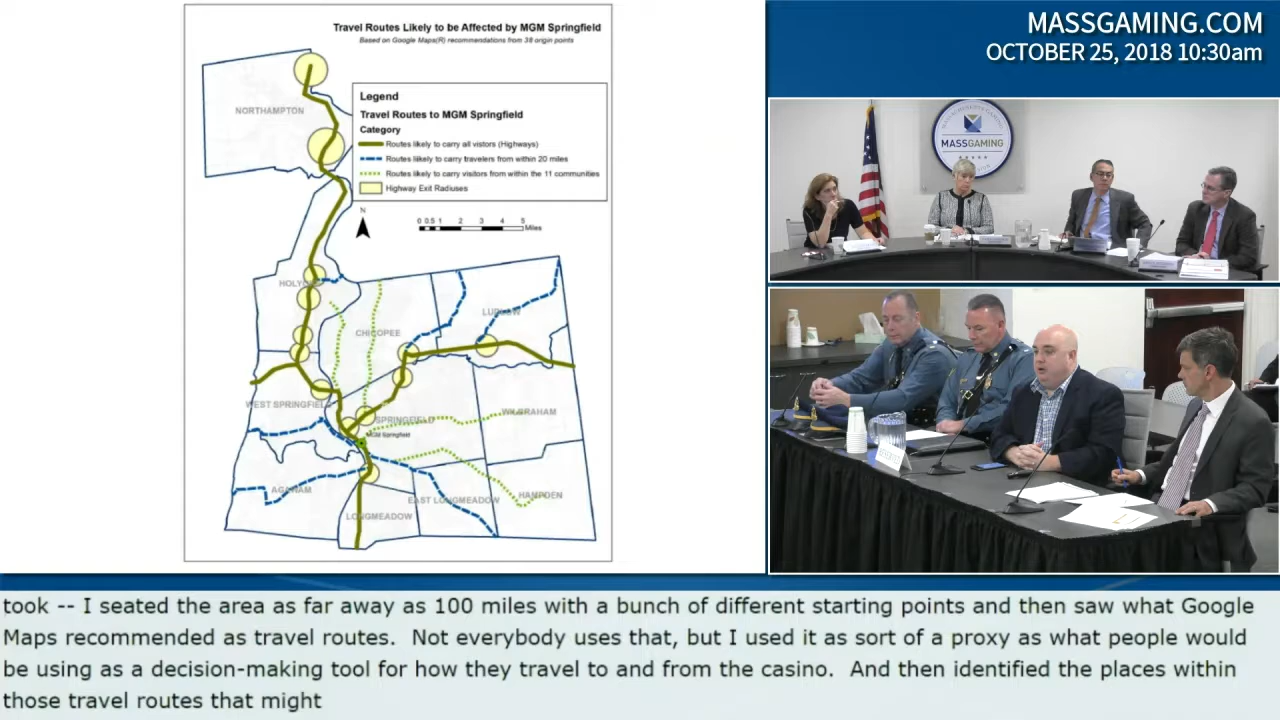 Travel Routes Likely to be Affected by MGM Springfield
Based on Google Maps(R) recommendations from 38 origin points
Legend
Travel Routes to MGM Springfield
Category
Routes likely to carry all vistors (Highways)
Routes liikely to carry travelers from within 20 miles
Routes likely to carry visitors from within the 11 communities
Highway Exit Radiuses
N
0 0.5 1 2 3 4 5
Miles
NORTHAMPTON
CHICOPEE
WEST SPRINGFIELD
SPRINGFIELD
WILBRAHAM
MGM Springfield
AGAWAM
EAST LONGMEADOW
HAMPDEN
LONGMEADOW
MASSGAMING.COM
OCTOBER 25, 2018 10:30am
MASSGAMING
took -- I seated the area as far away as 100 miles with a bunch of different starting points and then saw what Google
Maps recommended as travel routes. Not everybody uses that, but I used it as sort of a proxy as what people would
be using as a decision-making tool for how they travel to and from the casino. And then identified the places within
those travel routes that might